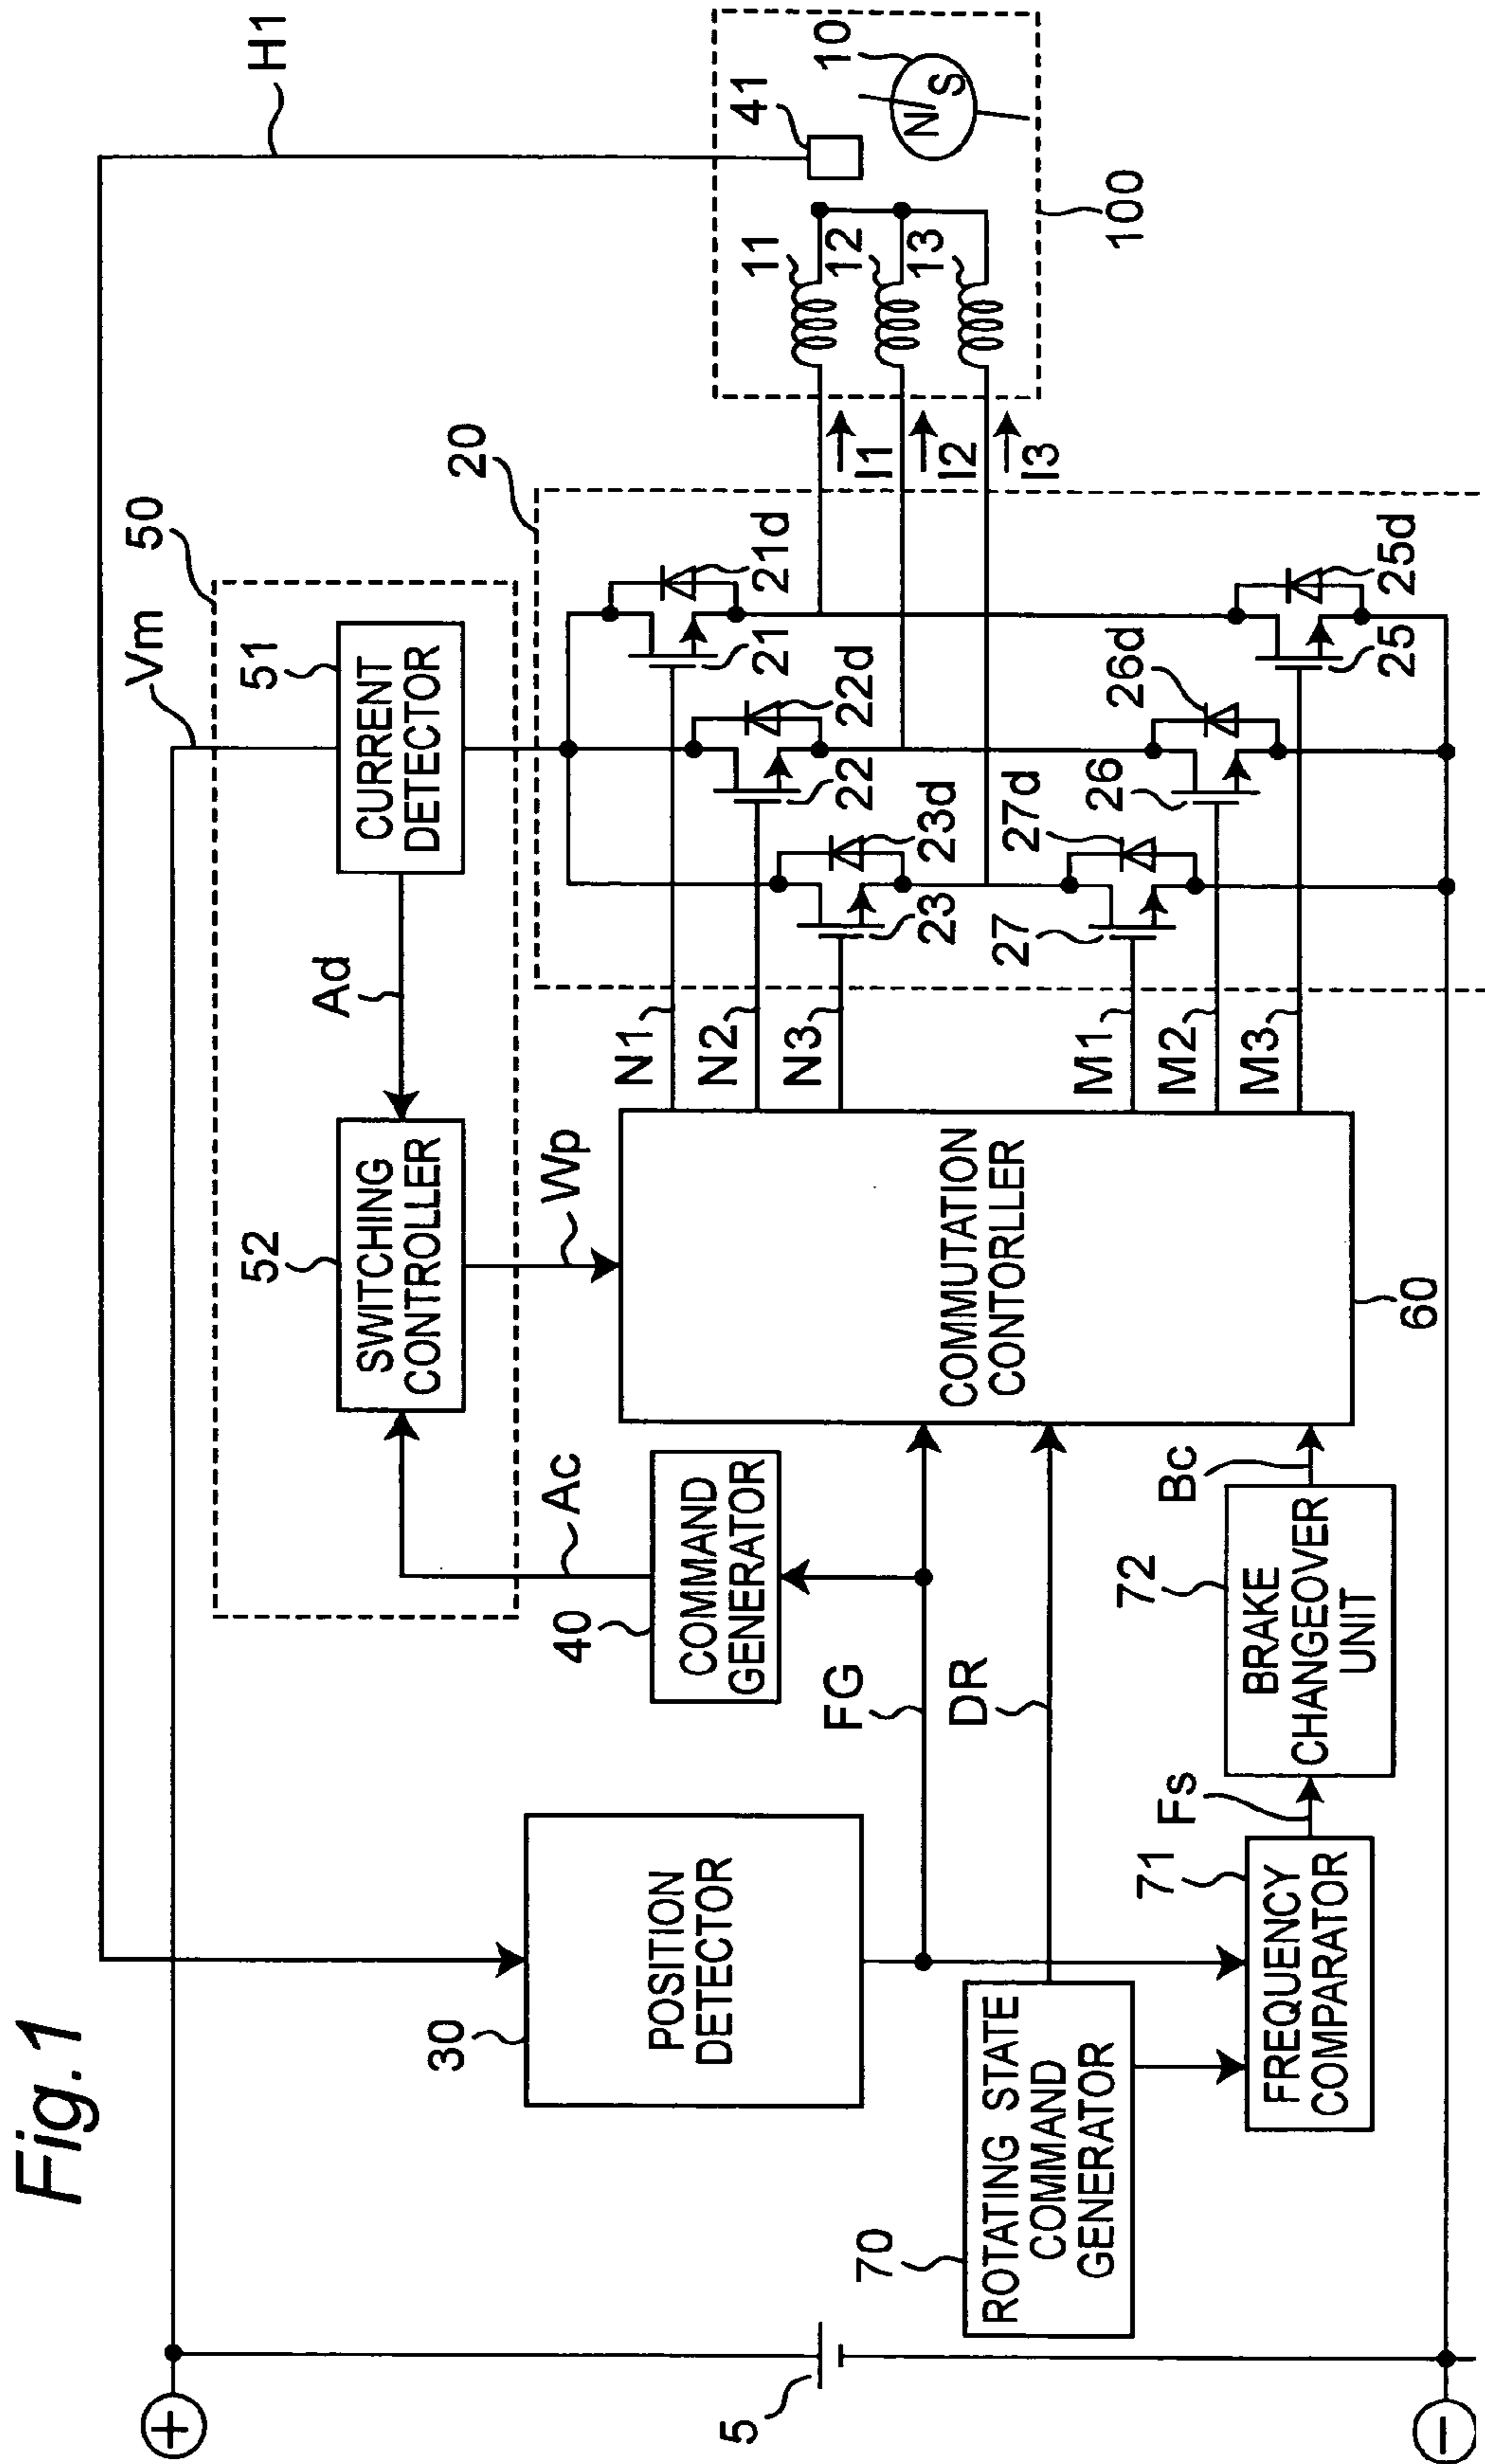 Fig.1
H1
Vm
50
51
CURRENT
DETECTOR
Ad
52
SWITCHING
CONTROLLER
Wp
Ac
40
COMMAND
GENERATOR
30
POSITION
DETECTOR
FG
DR
70
ROTATING STATE
COMMAND
GENERATOR
71
FREQUENCY
COMPARATOR
Fs
72
BRAKE
CHANGEOVER
UNIT
Bc
COMMUTATION
CONTORLLER
60
N1
N2
N3
M1
M2
M3
20
21
21d
22
22d
23
23d
25
25d
26
26d
27
27d
I1
I2
I3
11
12
13
41
10
N
S
100
5
+
−